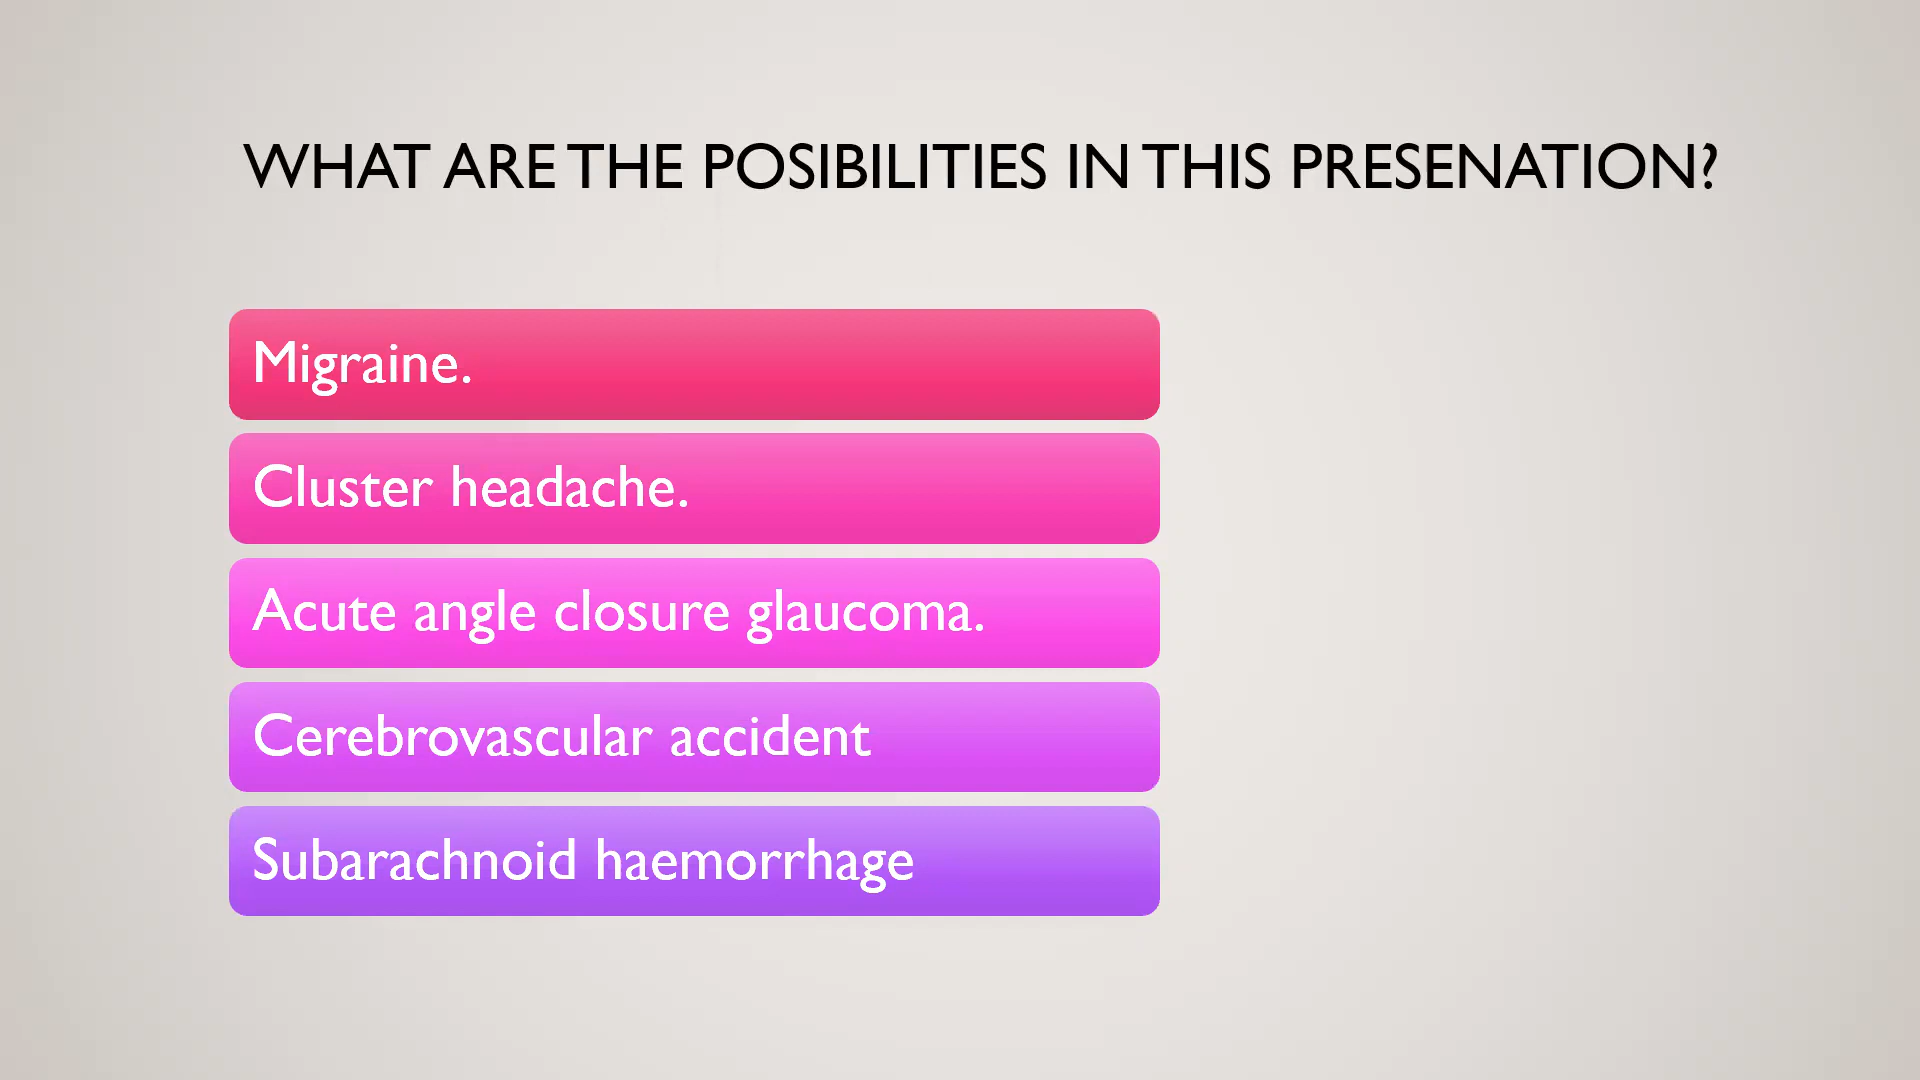 WHAT ARE THE POSIBILITIES IN THIS PRESENATION?
Migraine.
Cluster headache.
Acute angle closure glaucoma.
Cerebrovascular accident
Subarachnoid haemorrhage